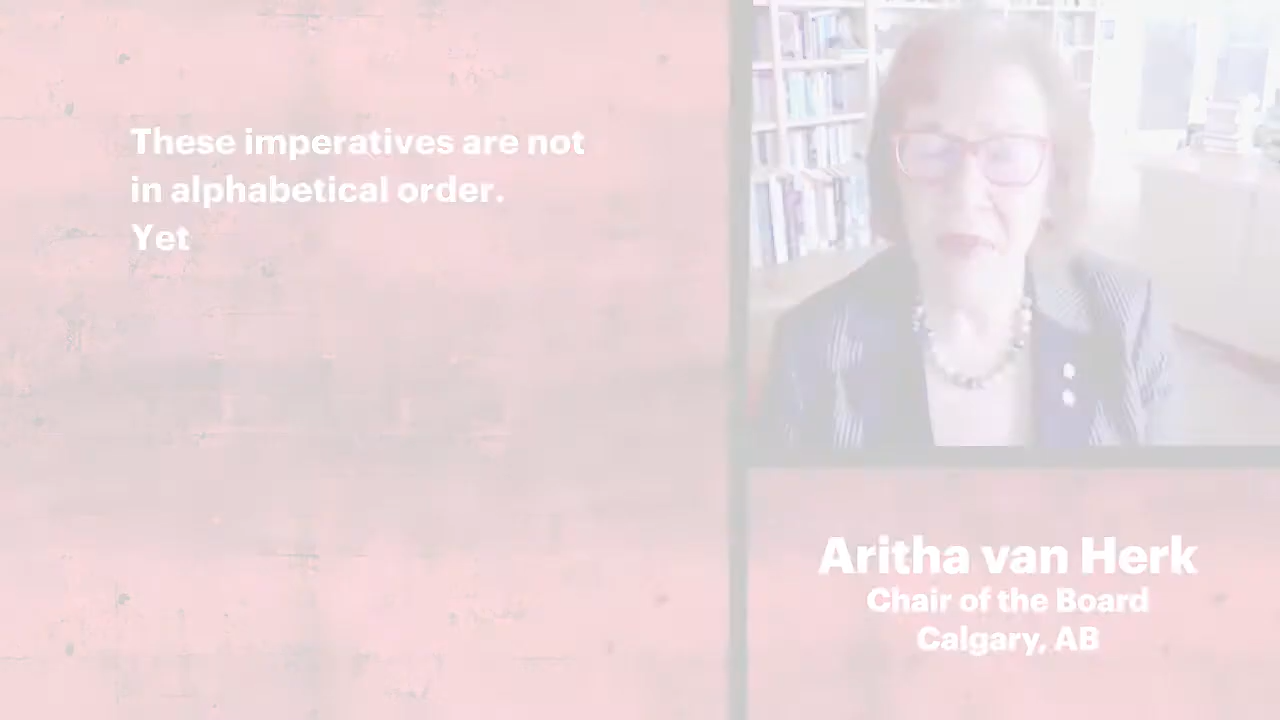 These imperatives are not
in alphabetical order.
Yet
Aritha van Herk
Chair of the Board
Calgary, AB